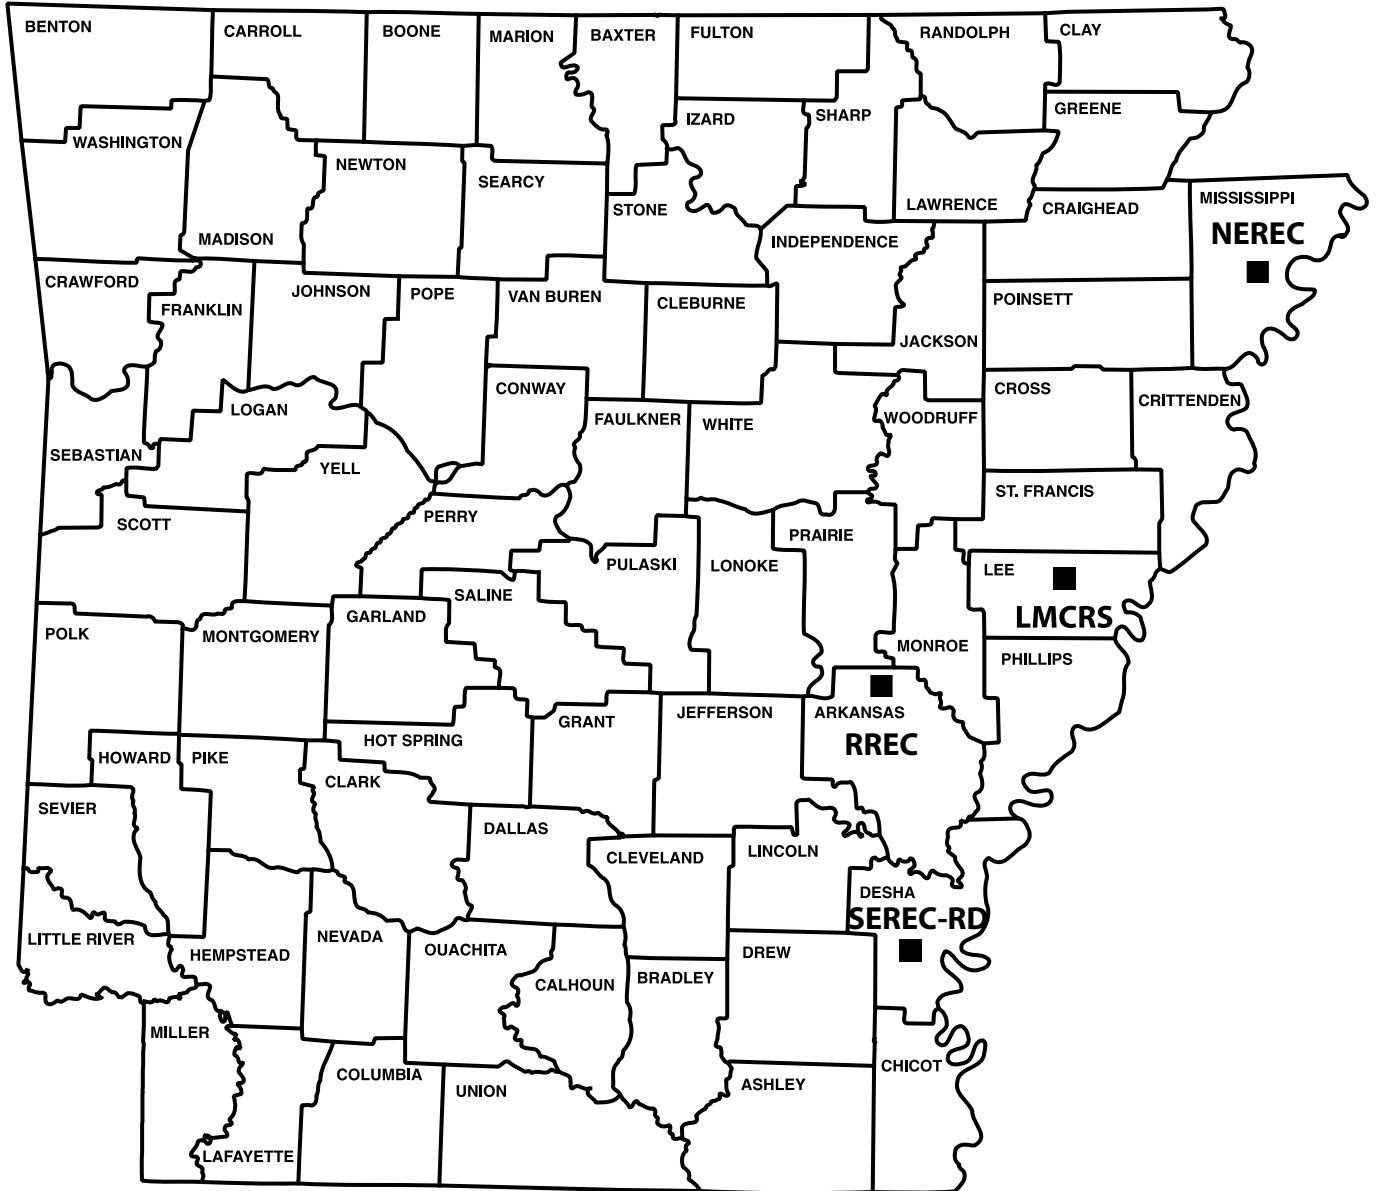 BENTON
CARROLL
BOONE
MARION
BAXTER
FULTON
RANDOLPH
CLAY
WASHINGTON
NEWTON
SEARCY
IZARD
SHARP
GREENE
MADISON
STONE
LAWRENCE
CRAIGHEAD
MISSISSIPPI
NEREC
INDEPENDENCE
CRAWFORD
FRANKLIN
JOHNSON
POPE
VAN BUREN
CLEBURNE
JACKSON
POINSETT
LOGAN
CONWAY
FAULKNER
WHITE
WOODRUFF
CROSS
CRITTENDEN
SEBASTIAN
YELL
ST. FRANCIS
SCOTT
PERRY
PULASKI
LONOKE
PRAIRIE
LEE
LMCRS
SALINE
GARLAND
POLK
MONTGOMERY
MONROE
PHILLIPS
HOT SPRING
GRANT
JEFFERSON
ARKANSAS
RREC
HOWARD
PIKE
CLARK
SEVIER
DALLAS
CLEVELAND
LINCOLN
DESHA
SEREC-RD
LITTLE RIVER
HEMPSTEAD
NEVADA
OUACHITA
CALHOUN
BRADLEY
DREW
MILLER
COLUMBIA
UNION
ASHLEY
CHICOT
LAFAYETTE